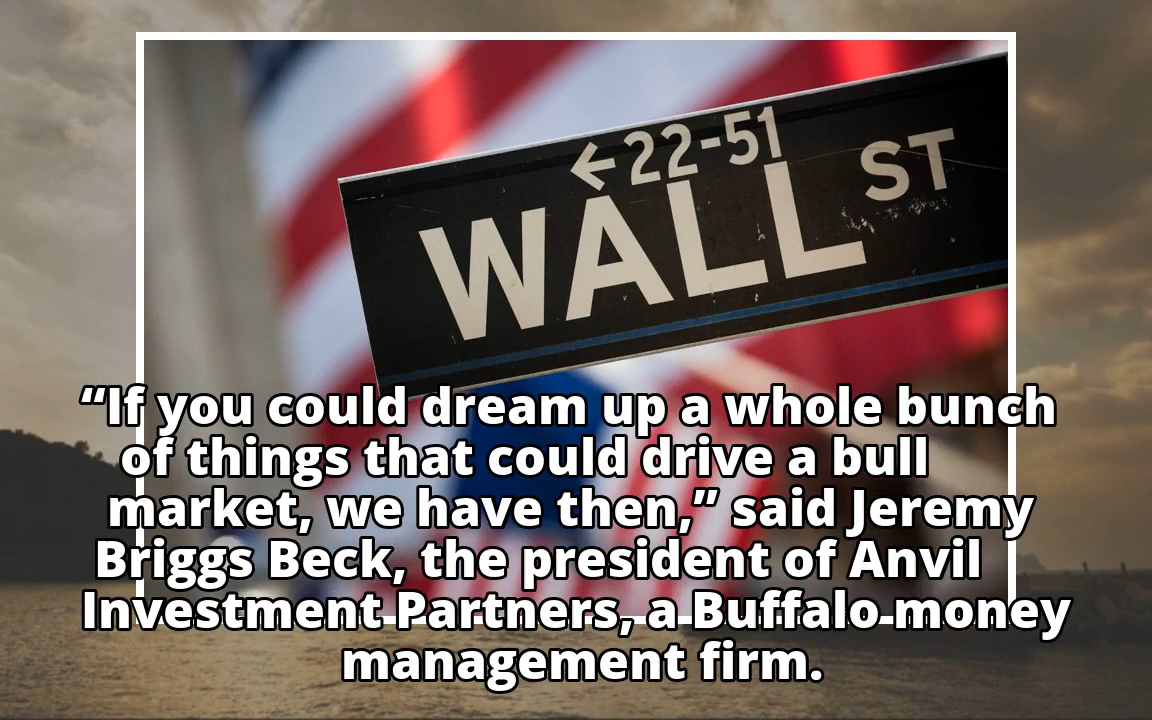 ←22-51
WALL ST
“If you could dream up a whole bunch
of things that could drive a bull
market, we have then,” said Jeremy
Briggs Beck, the president of Anvil
Investment Partners, a Buffalo money
management firm.